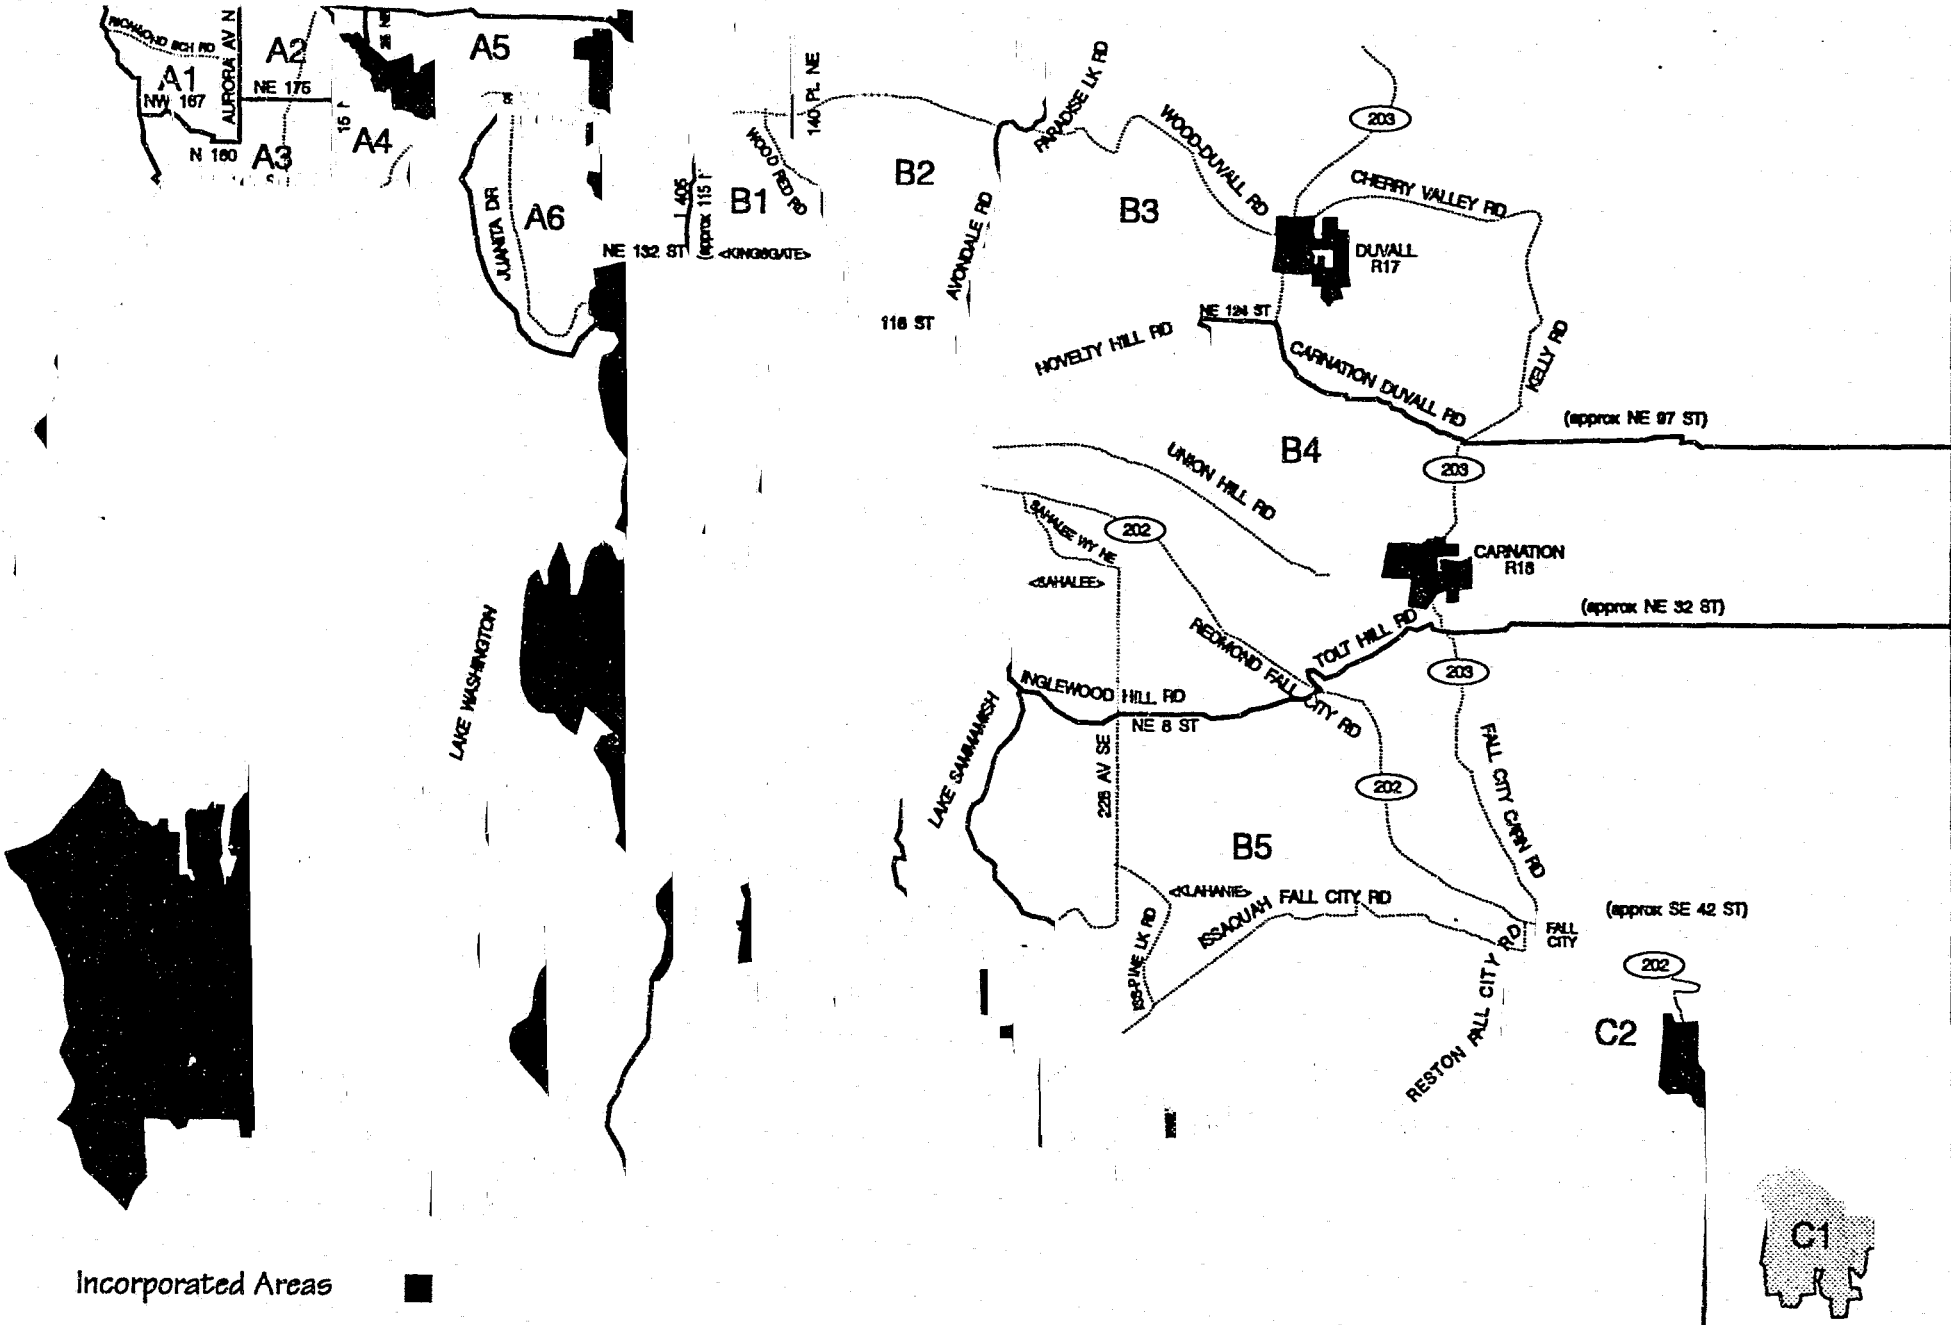 RICHMOND BCH RD
AURORA AV N
A1
A2
NE 175
NW 167
N 160
A3
15
A4
A5
JUANITA DR
A6
NE 132 ST
I 405
(approx 115
B1
<KINGSGATE>
WOOD RED RD
140 PL NE
B2
AVONDALE RD
116 ST
PARADISE LK RD
B3
WOOD-DUVALL RD
203
CHERRY VALLEY RD
DUVALL
R17
NE 124 ST
HOVELTY HILL RD
CARNATION DUVALL RD
KELLY RD
(approx NE 97 ST)
B4
203
UNION HILL RD
SAHALEE WY NE
202
<SAHALEE>
CARNATION
R16
(approx NE 32 ST)
LAKE WASHINGTON
REDMOND FALL CITY RD
TOLT HILL RD
203
INGLEWOOD HILL RD
NE 8 ST
LAKE SAMMAMISH
228 AV SE
202
FALL CITY CARN RD
B5
<KLAHANIE>
ISSAQUAH FALL CITY RD
ISS-PINE LK RD
FALL
CITY
(approx SE 42 ST)
RESTON FALL CITY RD
202
C2
C1
Incorporated Areas